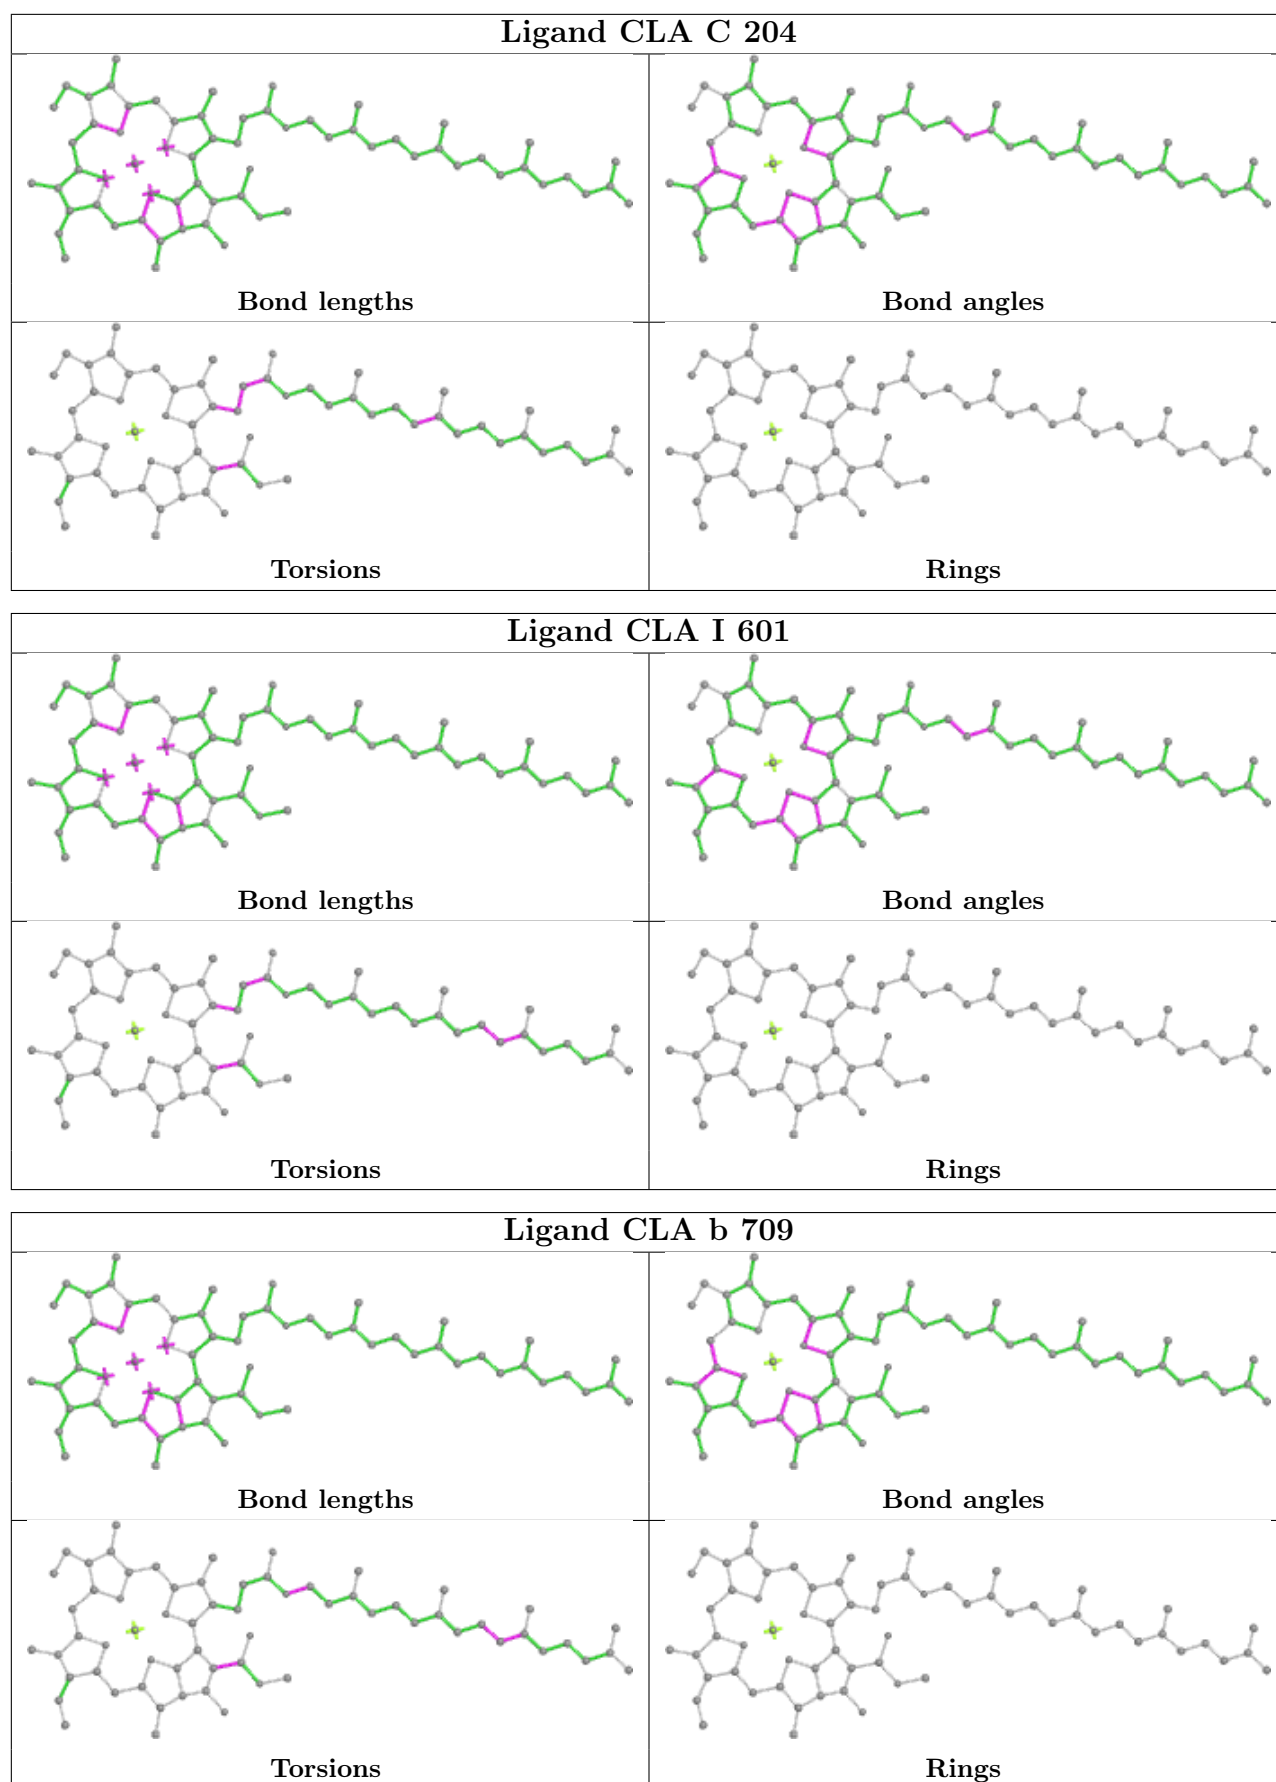 Ligand CLA C 204
Bond lengths
Bond angles
Torsions
Rings
Ligand CLA I 601
Bond lengths
Bond angles
Torsions
Rings
Ligand CLA b 709
Bond lengths
Bond angles
Torsions
Rings